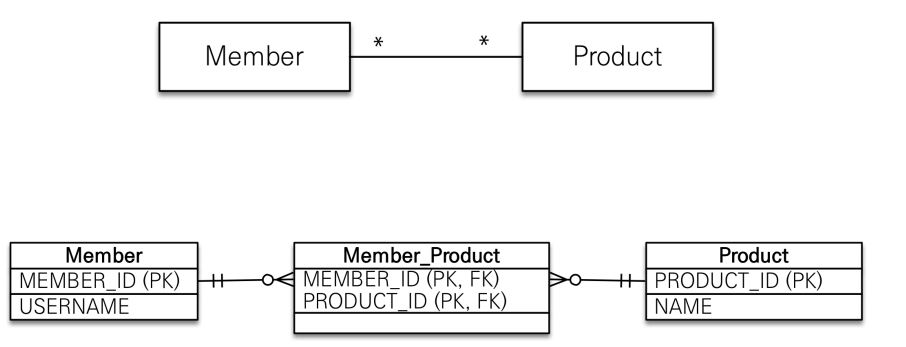 Member
*
*
Product
Member
MEMBER_ID (PK)
USERNAME
Member_Product
MEMBER_ID (PK, FK)
PRODUCT_ID (PK, FK)
Product
PRODUCT_ID (PK)
NAME